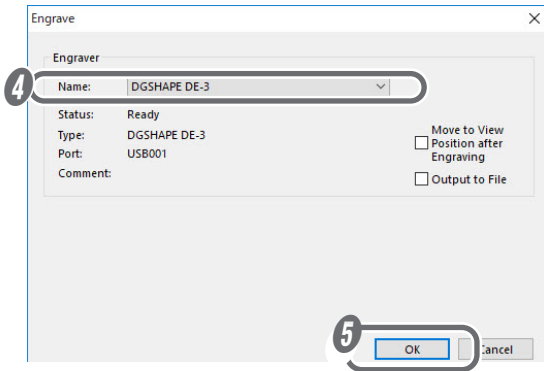 Engrave
Engraver
4
Name: DGSHAPE DE-3
Status: Ready
Type: DGSHAPE DE-3
Port: USB001
Comment:
Move to View
Position after
Engraving
Output to File
5
OK
Cancel